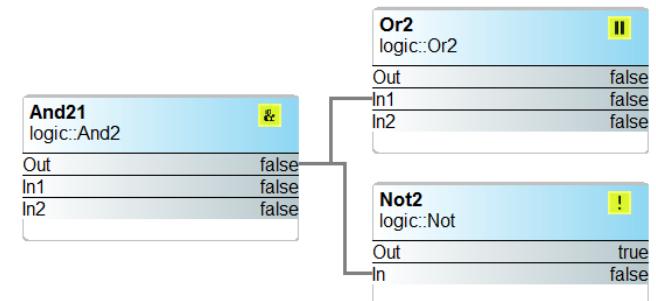 And21
&
logic::And2
Out false
In1 false
In2 false
Or2
logic::Or2
Out false
In1 false
In2 false
Not2
!
logic::Not
Out true
In false